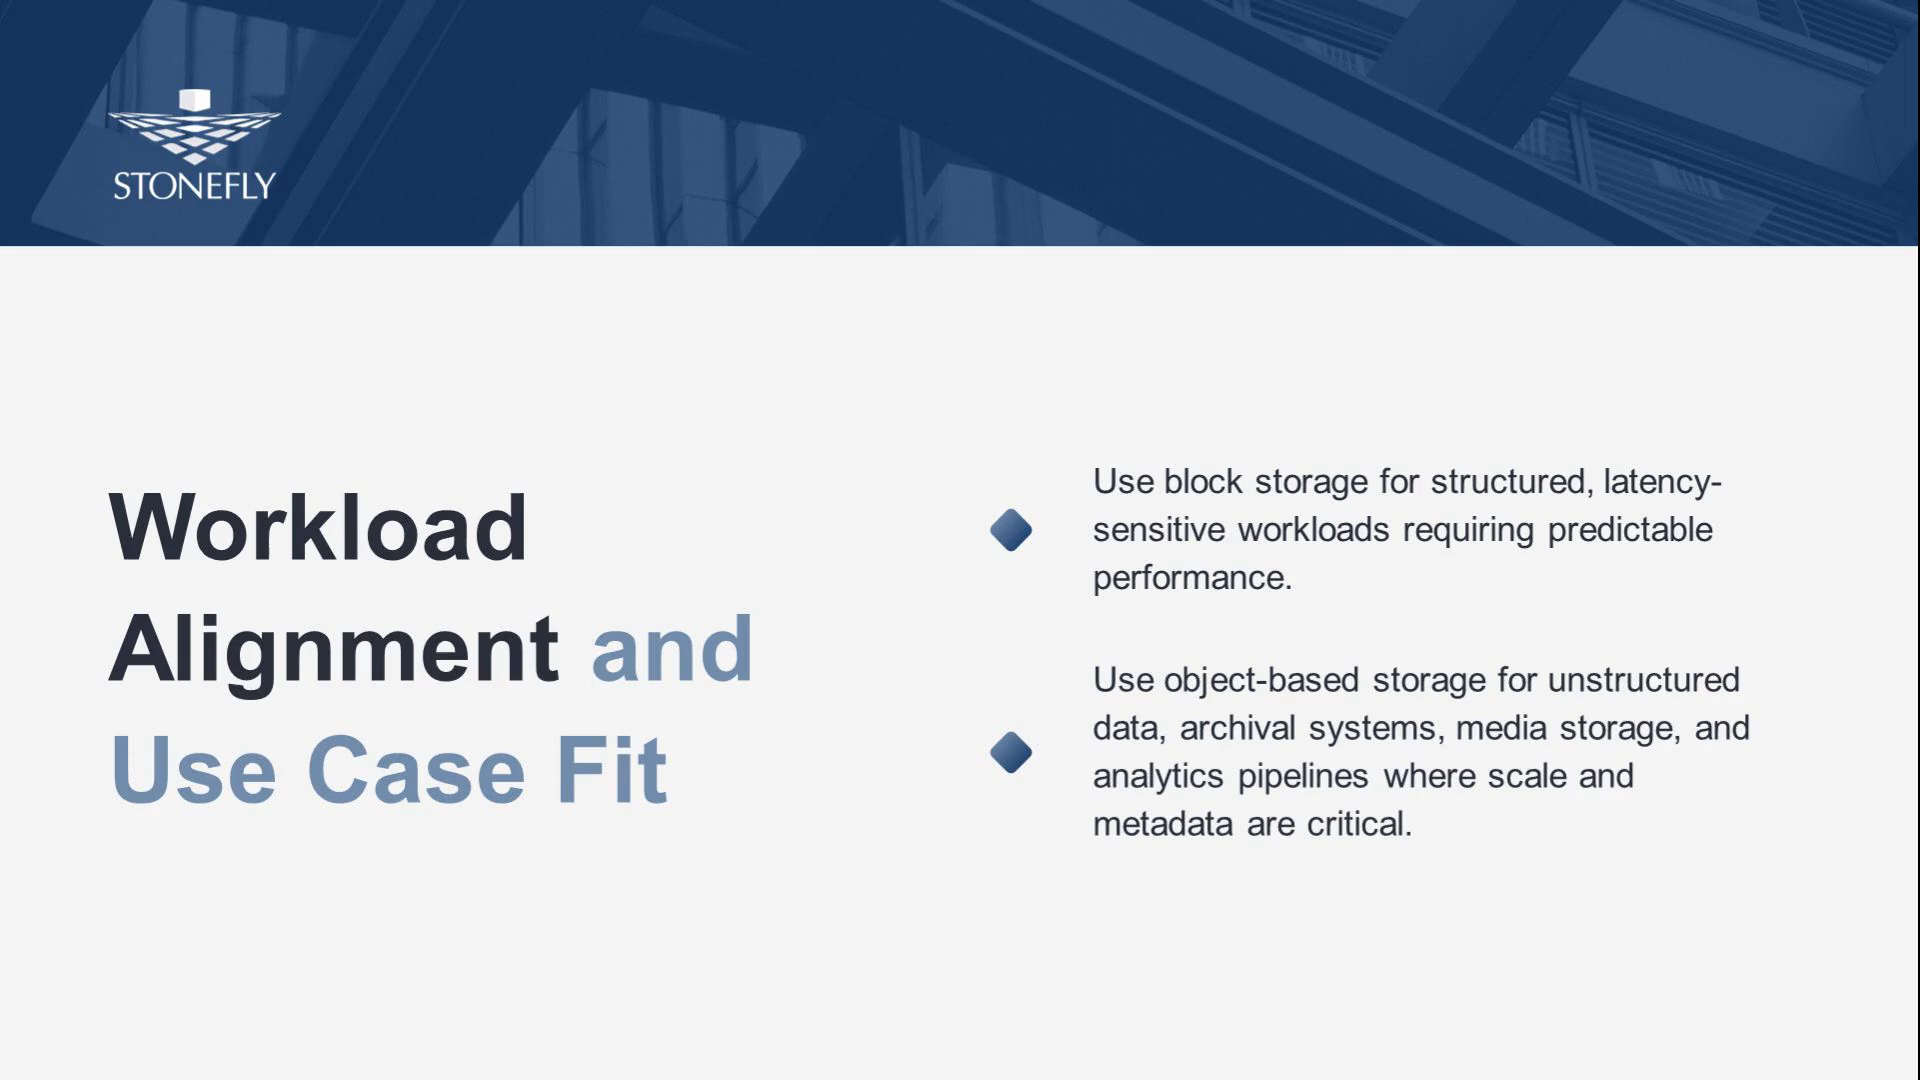 STONEFLY
Workload
Alignment and
Use Case Fit
Use block storage for structured, latency-
sensitive workloads requiring predictable
performance.
Use object-based storage for unstructured
data, archival systems, media storage, and
analytics pipelines where scale and
metadata are critical.